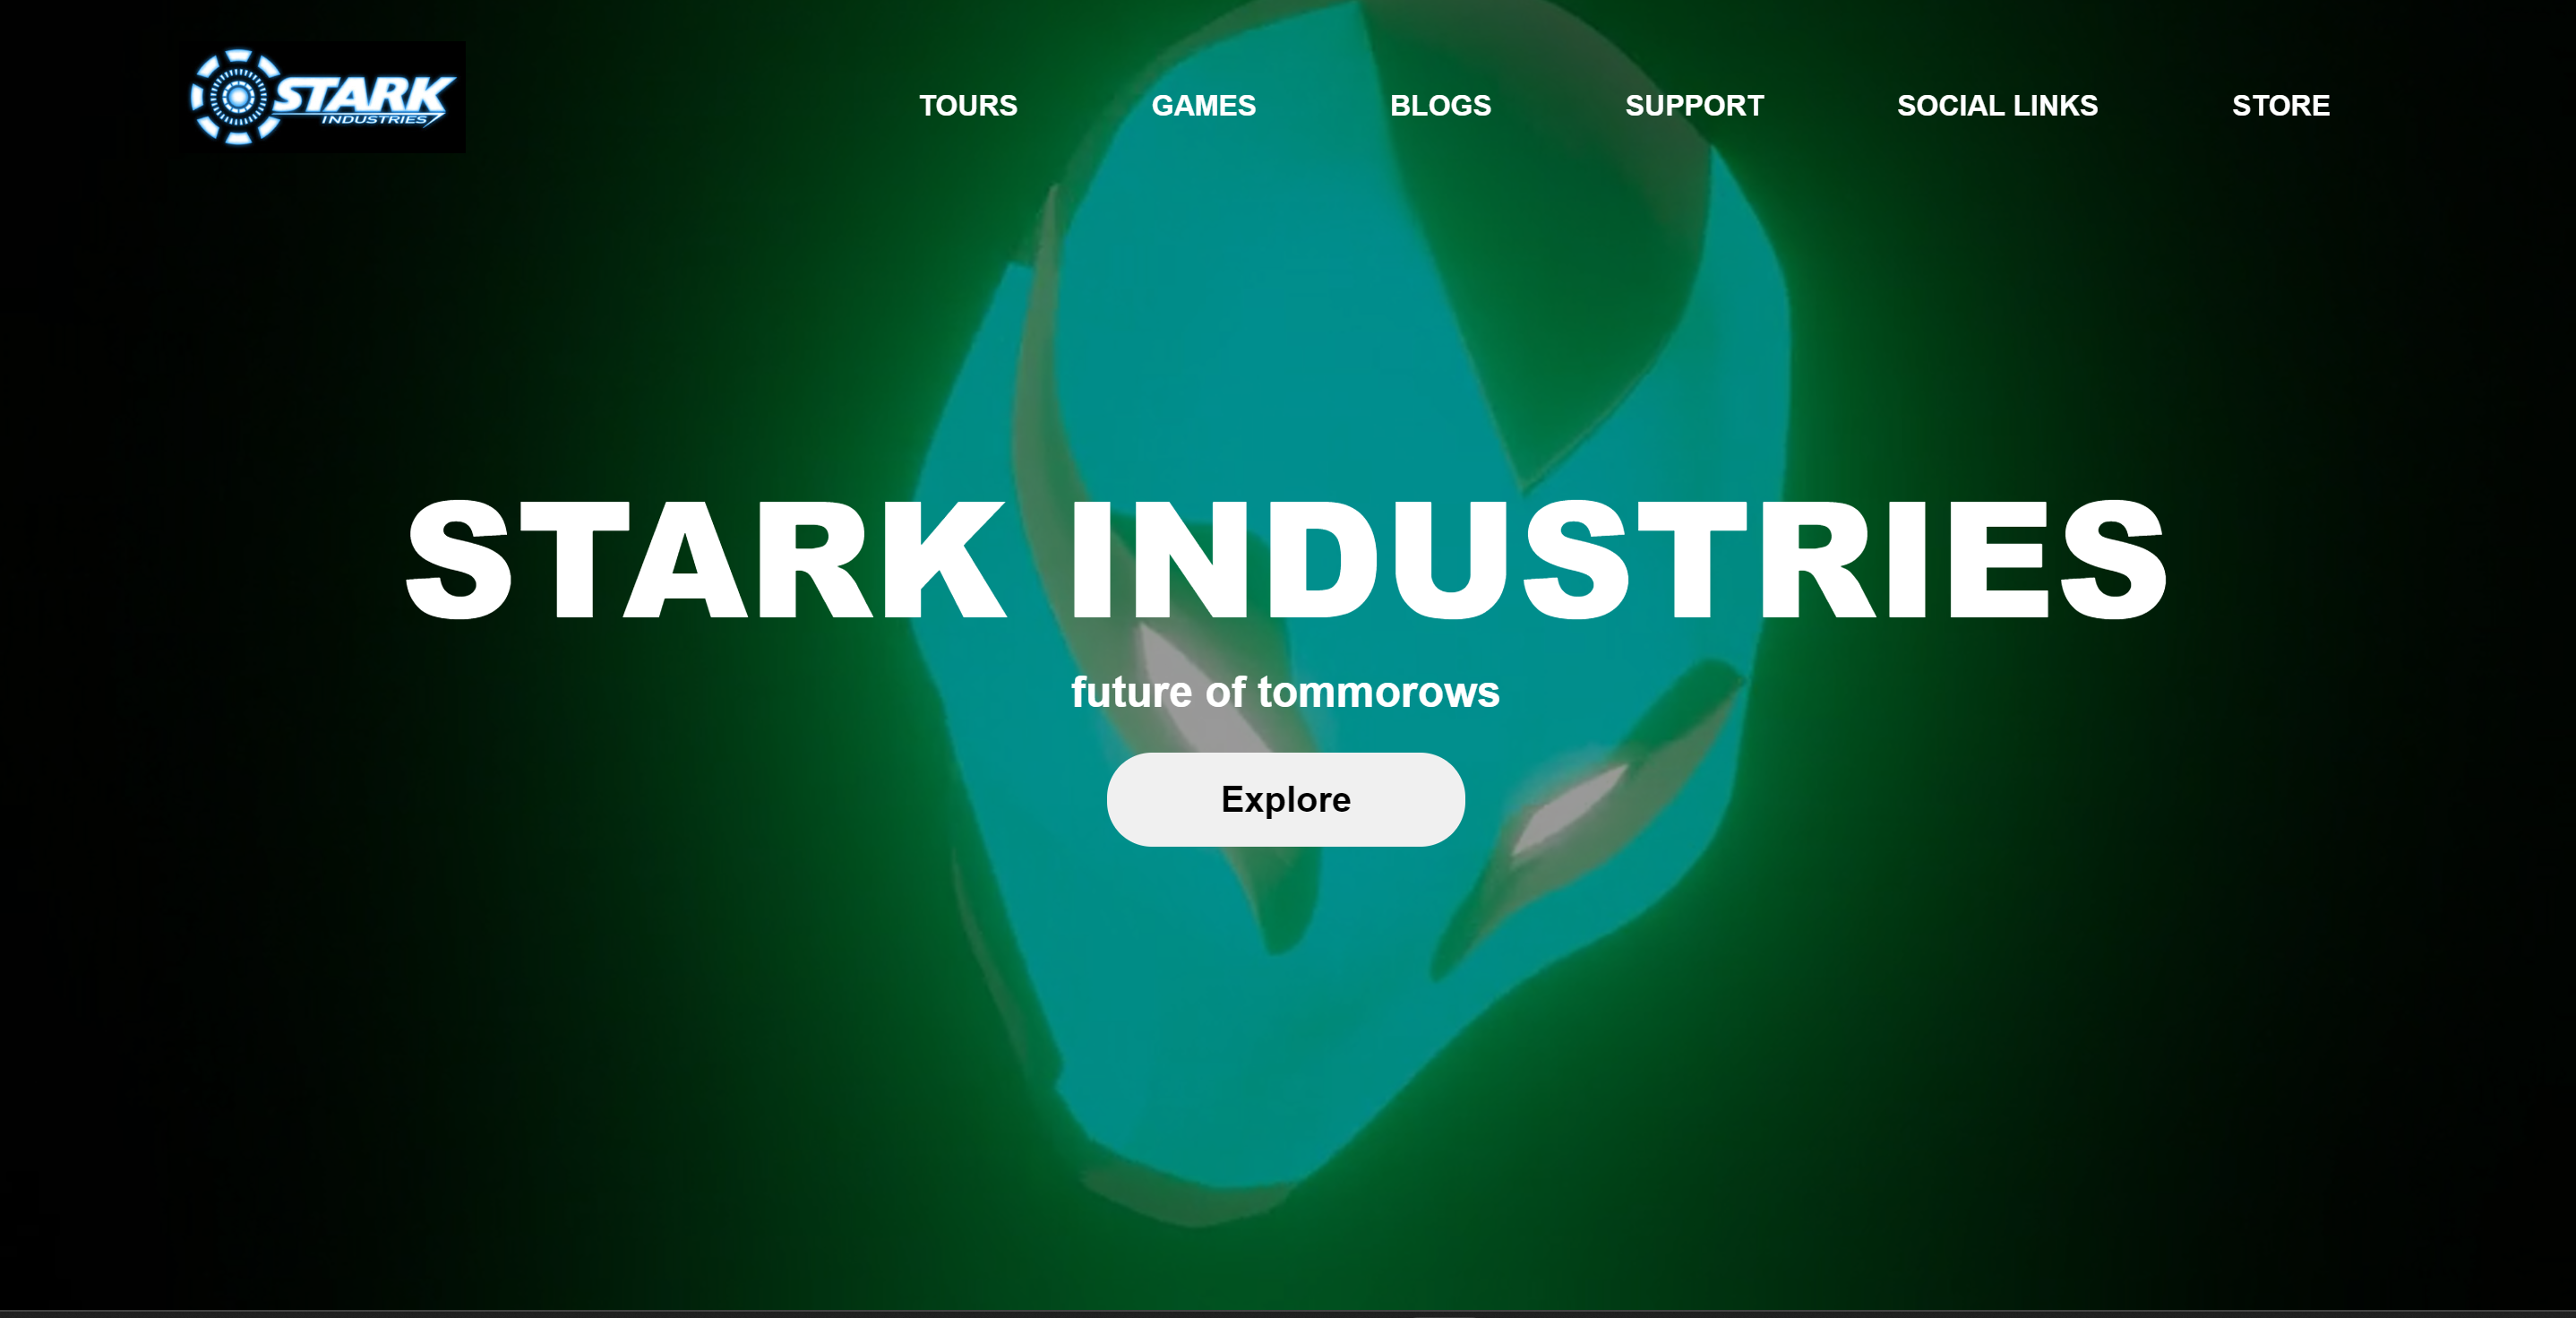 STARK
INDUSTRIES
TOURS GAMES BLOGS SUPPORT SOCIAL LINKS STORE
STARK INDUSTRIES
future of tommorows
Explore